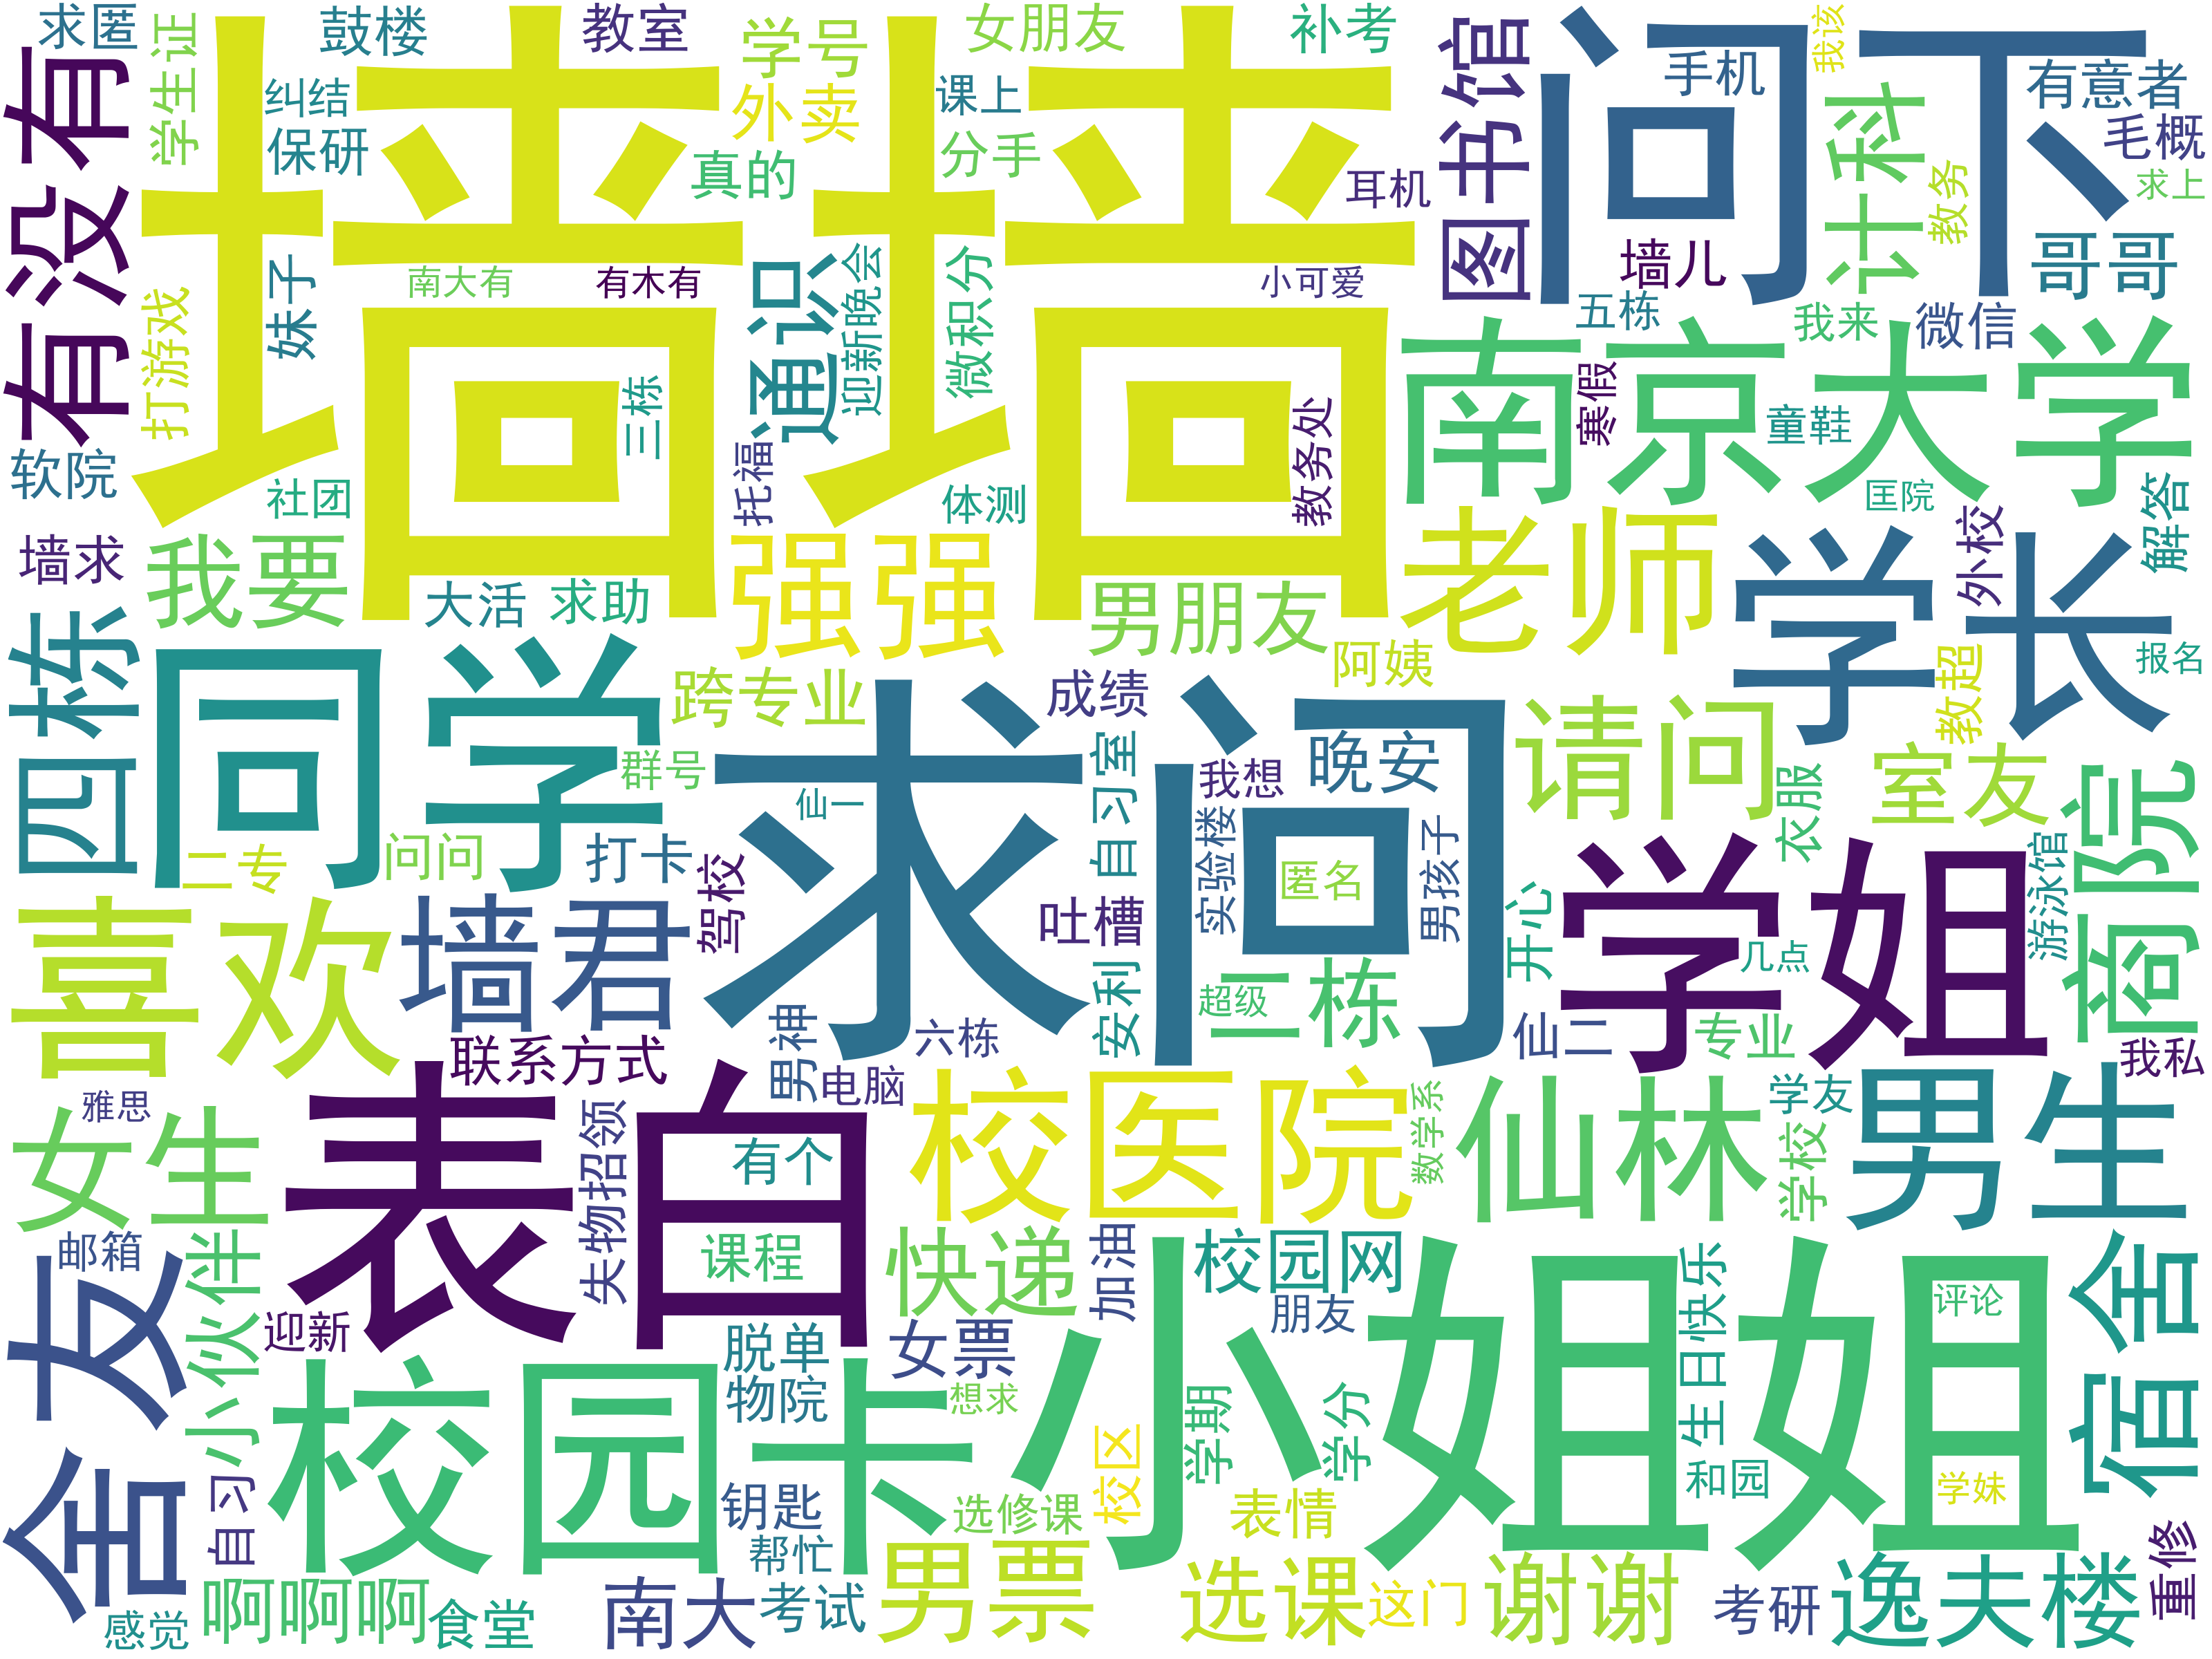 墙墙
求问
问下
小姐姐
表白
同学
校园卡
南京大学
学长
学姐
老师
有没有
喜欢
舍友
男生
校医院
仙林
商院
宿舍
四栋
强强
墙君
请问
女生
图书馆
通识
我要
男朋友
计科
哥哥
室友
二栋
快递
小伙伴
男票
选课
谢谢
逸夫楼
校园网
南大
啊啊啊
跨专业
联系方式
失物招领
求匿
鼓楼
教室
学号
女朋友
补考
手机
我该
有意者
毛概
求上
教务
学生证
纠结
保研
外卖
课上
分手
真的
耳机
墙儿
南大有
有木有
小可爱
五栋
我来
微信
妹子
打游戏
三栋
迎新晚会
微积分
寒假
童鞋
匡院
解答
软院
社团
托福
体测
教务处
外校
墙求
大活
求助
阿姨
教超
报名
成绩
群号
仙一
自习室
我想
晚安
实验楼
匿名
男孩子
衣服
游泳馆
二专
问问
打卡
驾校
吐槽
安利
开心
几点
超级
仙二
专业
我私
男神
六栋
电脑
雅思
有个
数学系
学友
学校
邮箱
课程
加油
朋友
生日快乐
评论
迎新
脱单
女票
物院
想求
学期
学分
校区
和园
学妹
自习
钥匙
选修课
表情
帮忙
考试
这门
考研
重修
感觉
食堂